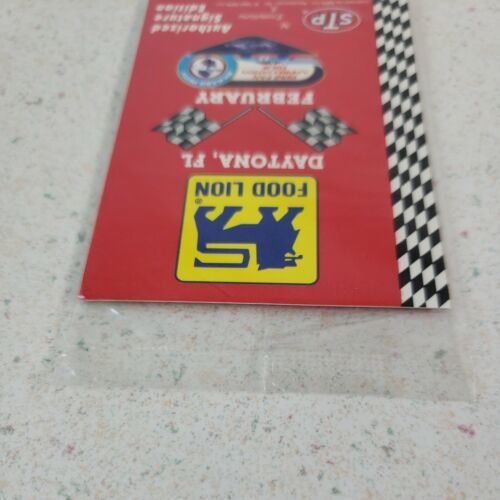 STP
Authorized
Signature
Edition
FEBRUARY
DAYTONA, FL
FOOD LION®